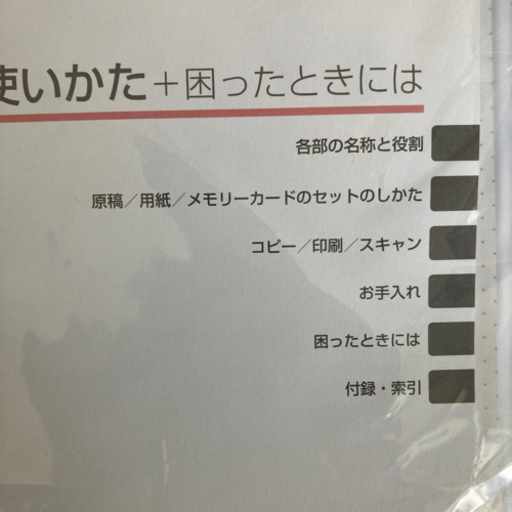 使いかた+困ったときには
各部の名称と役割
原稿／用紙／メモリーカードのセットのしかた
コピー／印刷／スキャン
お手入れ
困ったときには
付録・索引